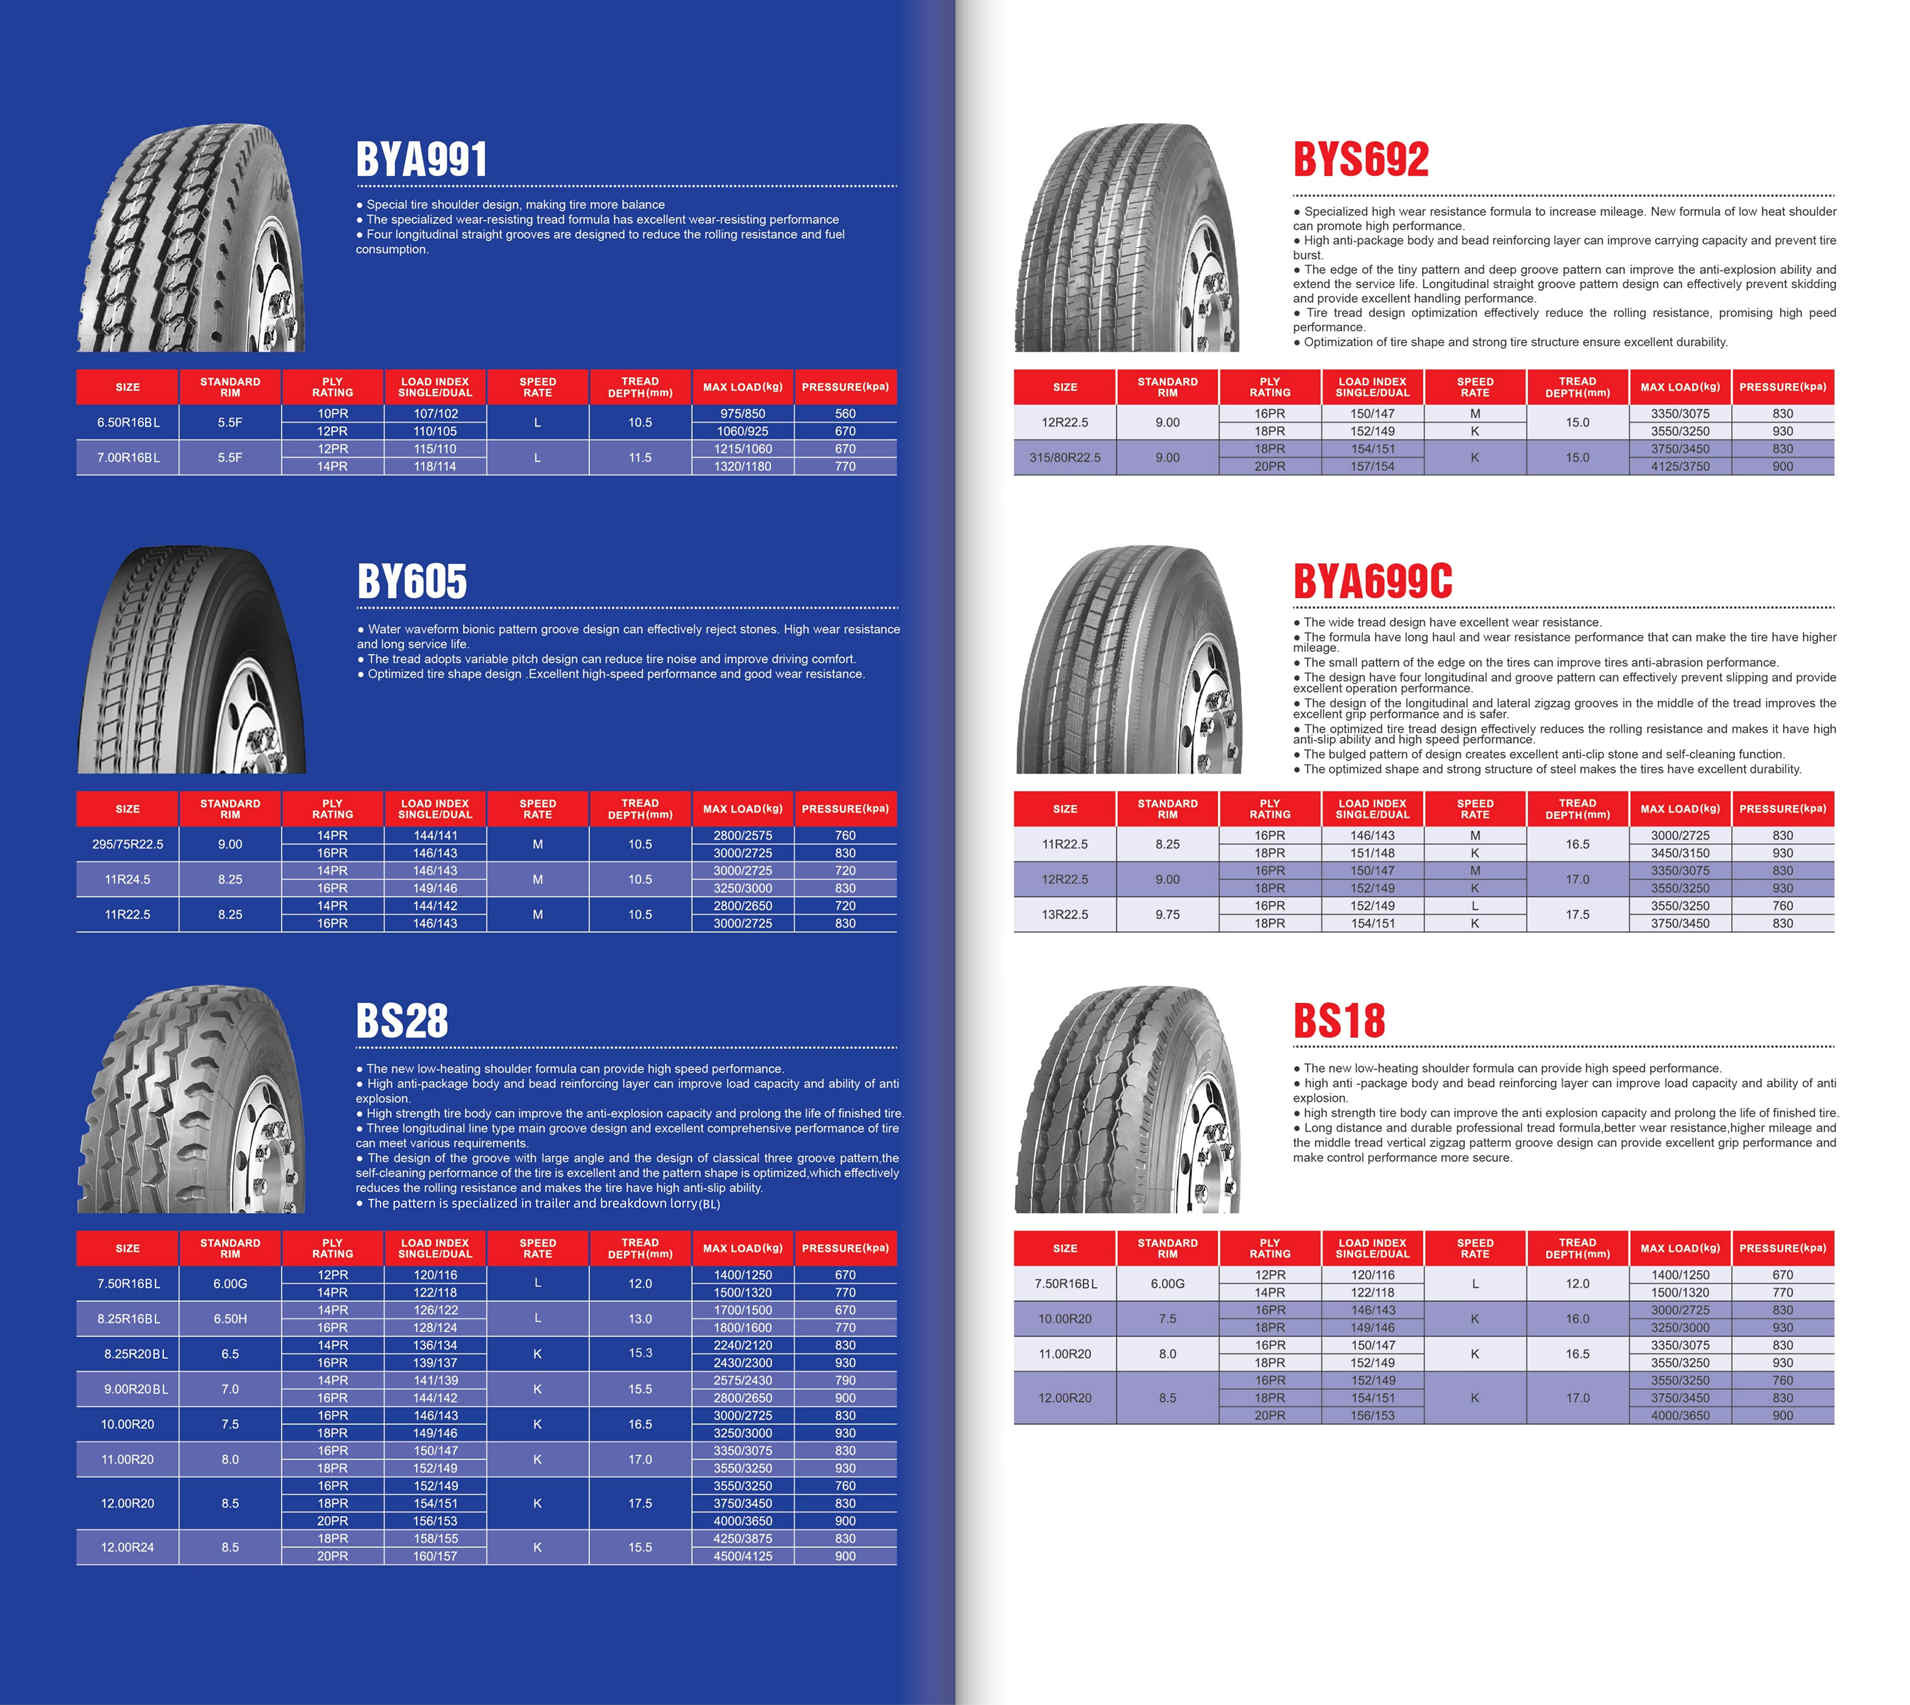 BYA991
● Special tire shoulder design, making tire more balance
● The specialized wear-resisting tread formula has excellent wear-resisting performance
● Four longitudinal straight grooves are designed to reduce the rolling resistance and fuel
consumption.
SIZE STANDARD RIM PLY RATING LOAD INDEX SINGLE/DUAL SPEED RATE TREAD DEPTH(mm) MAX LOAD(kg) PRESSURE(kpa)
6.50R16BL 5.5F 10PR 107/102 L 10.5 975/850 560
12PR 110/105 1060/925 670
7.00R16BL 5.5F 12PR 115/110 L 11.5 1215/1060 670
14PR 118/114 1320/1180 770
BY605
● Water waveform bionic pattern groove design can effectively reject stones. High wear resistance
and long service life.
● The tread adopts variable pitch design can reduce tire noise and improve driving comfort.
● Optimized tire shape design .Excellent high-speed performance and good wear resistance.
SIZE STANDARD RIM PLY RATING LOAD INDEX SINGLE/DUAL SPEED RATE TREAD DEPTH(mm) MAX LOAD(kg) PRESSURE(kpa)
295/75R22.5 9.00 14PR 144/141 M 10.5 2800/2575 760
16PR 146/143 3000/2725 830
11R24.5 8.25 14PR 146/143 M 10.5 3000/2725 720
16PR 149/146 3250/3000 830
11R22.5 8.25 14PR 144/142 M 10.5 2800/2650 720
16PR 146/143 3000/2725 830
BS28
● The new low-heating shoulder formula can provide high speed performance.
● High anti-package body and bead reinforcing layer can improve load capacity and ability of anti
explosion.
● High strength tire body can improve the anti-explosion capacity and prolong the life of finished tire.
● Three longitudinal line type main groove design and excellent comprehensive performance of tire
can meet various requirements.
● The design of the groove with large angle and the design of classical three groove pattern,the
self-cleaning performance of the tire is excellent and the pattern shape is optimized,which effectively
reduces the rolling resistance and makes the tire have high anti-slip ability.
● The pattern is specialized in trailer and breakdown lorry(BL)
SIZE STANDARD RIM PLY RATING LOAD INDEX SINGLE/DUAL SPEED RATE TREAD DEPTH(mm) MAX LOAD(kg) PRESSURE(kpa)
7.50R16BL 6.00G 12PR 120/116 L 12.0 1400/1250 670
14PR 122/118 1500/1320 770
8.25R16BL 6.50H 14PR 126/122 L 13.0 1700/1500 670
16PR 128/124 1800/1600 770
8.25R20BL 6.5 14PR 136/134 K 15.3 2240/2120 830
16PR 139/137 2430/2300 930
9.00R20BL 7.0 14PR 141/139 K 15.5 2575/2430 790
16PR 144/142 2800/2650 900
10.00R20 7.5 16PR 146/143 K 16.5 3000/2725 830
18PR 149/146 3250/3000 930
11.00R20 8.0 16PR 150/147 K 17.0 3350/3075 830
18PR 152/149 3550/3250 930
12.00R20 8.5 16PR 152/149 K 17.5 3550/3250 760
18PR 154/151 3750/3450 830
20PR 156/153 4000/3650 900
12.00R24 8.5 18PR 158/155 K 15.5 4250/3875 830
20PR 160/157 4500/4125 900
BYS692
● Specialized high wear resistance formula to increase mileage. New formula of low heat shoulder
can promote high performance.
● High anti-package body and bead reinforcing layer can improve carrying capacity and prevent tire
burst.
● The edge of the tiny pattern and deep groove pattern can improve the anti-explosion ability and
extend the service life. Longitudinal straight groove pattern design can effectively prevent skidding
and provide excellent handling performance.
● Tire tread design optimization effectively reduce the rolling resistance, promising high peed
performance.
● Optimization of tire shape and strong tire structure ensure excellent durability.
SIZE STANDARD RIM PLY RATING LOAD INDEX SINGLE/DUAL SPEED RATE TREAD DEPTH(mm) MAX LOAD(kg) PRESSURE(kpa)
12R22.5 9.00 16PR 150/147 M 15.0 3350/3075 830
18PR 152/149 K 3550/3250 930
315/80R22.5 9.00 18PR 154/151 K 15.0 3750/3450 830
20PR 157/154 4125/3750 900
BYA699C
● The wide tread design have excellent wear resistance.
● The formula have long haul and wear resistance performance that can make the tire have higher
mileage.
● The small pattern of the edge on the tires can improve tires anti-abrasion performance.
● The design have four longitudinal and groove pattern can effectively prevent slipping and provide
excellent operation performance.
● The design of the longitudinal and lateral zigzag grooves in the middle of the tread improves the
excellent grip performance and is safer.
● The optimized tire tread design effectively reduces the rolling resistance and makes it have high
anti-slip ability and high speed performance.
● The bulged pattern of design creates excellent anti-clip stone and self-cleaning function.
● The optimized shape and strong structure of steel makes the tires have excellent durability.
SIZE STANDARD RIM PLY RATING LOAD INDEX SINGLE/DUAL SPEED RATE TREAD DEPTH(mm) MAX LOAD(kg) PRESSURE(kpa)
11R22.5 8.25 16PR 146/143 M 16.5 3000/2725 830
18PR 151/148 K 3450/3150 930
12R22.5 9.00 16PR 150/147 M 17.0 3350/3075 830
18PR 152/149 K 3550/3250 930
13R22.5 9.75 16PR 152/149 L 17.5 3550/3250 760
18PR 154/151 K 3750/3450 830
BS18
● The new low-heating shoulder formula can provide high speed performance.
● high anti -package body and bead reinforcing layer can improve load capacity and ability of anti
explosion.
● high strength tire body can improve the anti explosion capacity and prolong the life of finished tire.
● Long distance and durable professional tread formula,better wear resistance,higher mileage and
the middle tread vertical zigzag patterm groove design can provide excellent grip performance and
make control performance more secure.
SIZE STANDARD RIM PLY RATING LOAD INDEX SINGLE/DUAL SPEED RATE TREAD DEPTH(mm) MAX LOAD(kg) PRESSURE(kpa)
7.50R16BL 6.00G 12PR 120/116 L 12.0 1400/1250 670
14PR 122/118 1500/1320 770
10.00R20 7.5 16PR 146/143 K 16.0 3000/2725 830
18PR 149/146 3250/3000 930
11.00R20 8.0 16PR 150/147 K 16.5 3350/3075 830
18PR 152/149 3550/3250 930
12.00R20 8.5 16PR 152/149 K 17.0 3550/3250 760
18PR 154/151 3750/3450 830
20PR 156/153 4000/3650 900